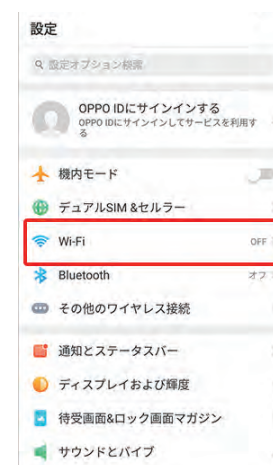 設定
設定オプション検索
OPPO IDにサインインする
OPPO IDにサインインしてサービスを利用す
る
機内モード
デュアルSIM &セルラー
Wi-Fi OFF
Bluetooth オフ
その他のワイヤレス接続
通知とステータスバー
ディスプレイおよび輝度
待受画面&ロック画面マガジン
サウンドとバイブ